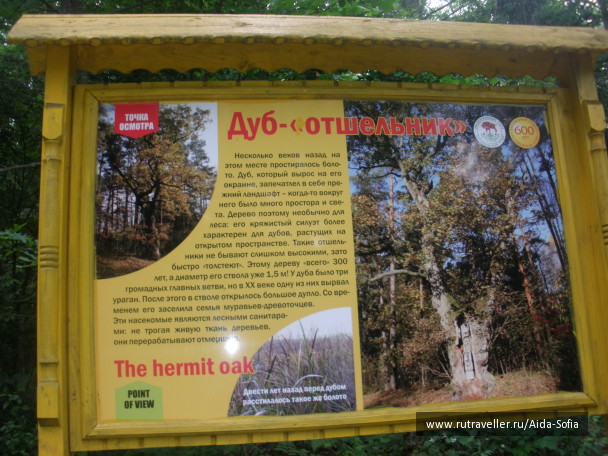 ТОЧКА
ОСМОТРА
Дуб-«отшельник»
600
Несколько веков назад на
этом месте простиралось боло-
то. Дуб, который вырос на его
окраине, запечатлел в себе пре-
жний ландшафт – когда-то вокруг
него было много простора и све-
та. Дерево поэтому необычно для
леса: его кряжистый силуэт более
характерен для дубов, растущих на
открытом пространстве. Такие отшель-
ники не бывают слишком высокими, зато
быстро «толстеют». Этому дереву «всего» 300
лет, а диаметр его ствола уже 1,5 м! У дуба было три
громадных главных ветви, но в XX веке одну из них вырвал
ураган. После этого в стволе открылось большое дупло. Со вре-
менем его заселила семья муравьев-древоточцев.
Эти насекомые являются лесными санитара-
ми: не трогая живую ткань деревьев,
они перерабатывают
The hermit oak
POINT
OF VIEW
Двести лет назад перед дубом
расстилалось такое же болото
www.rutraveller.ru/Aida-Sofia